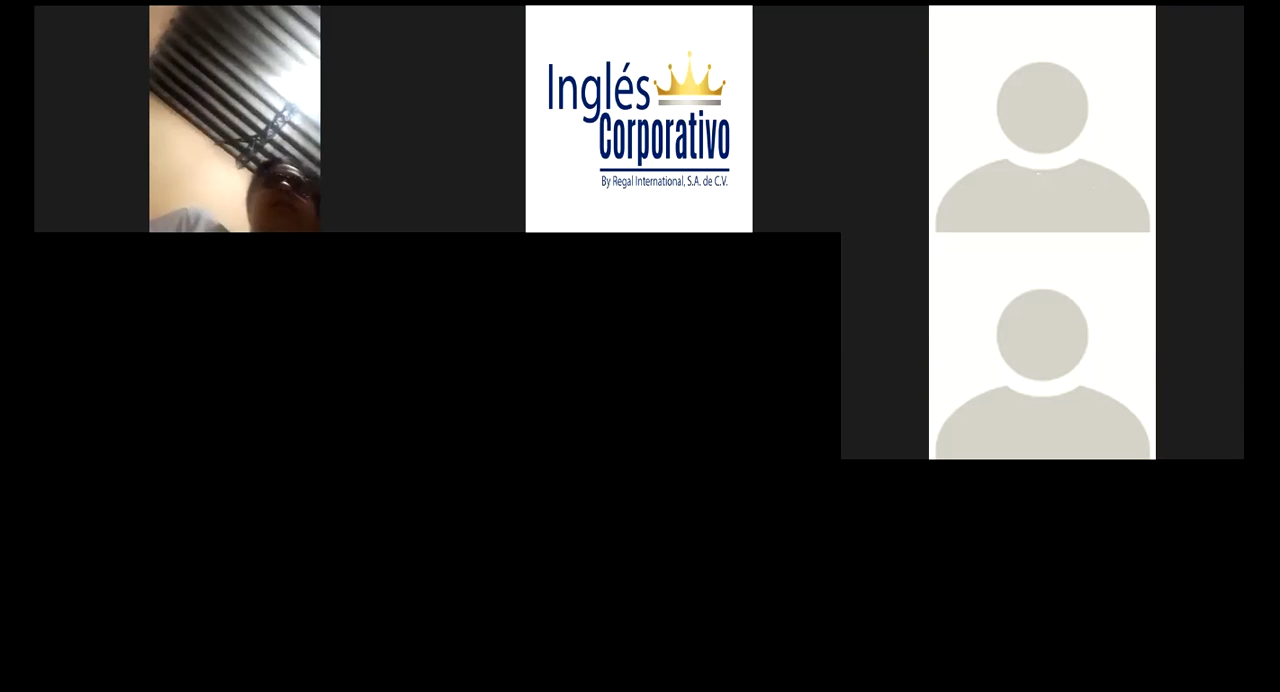 Inglés
Corporativo
By Regal International, S.A. de C.V.